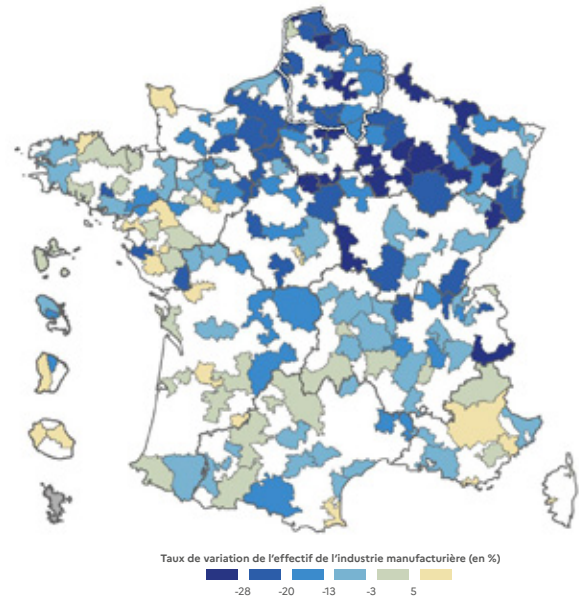 Taux de variation de l'effectif de l'industrie manufacturière (en %)
-28 -20 -13 -3 5